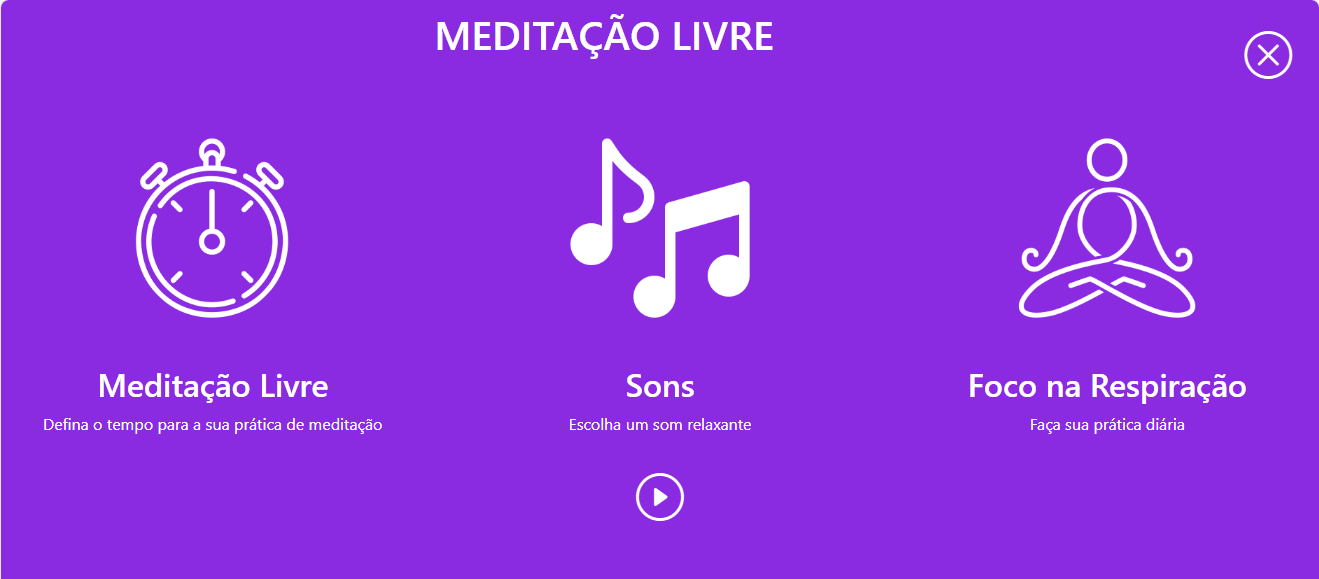 MEDITAÇÃO LIVRE
Meditação Livre
Defina o tempo para a sua prática de meditação
Sons
Escolha um som relaxante
Foco na Respiração
Faça sua prática diária